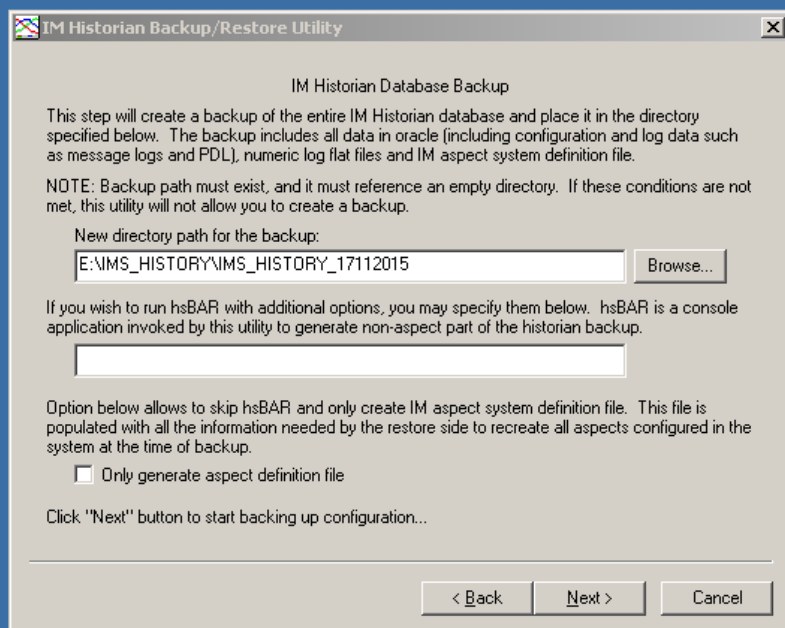 IM Historian Backup/Restore Utility
IM Historian Database Backup
This step will create a backup of the entire IM Historian database and place it in the directory
specified below. The backup includes all data in oracle (including configuration and log data such
as message logs and PDL), numeric log flat files and IM aspect system definition file.
NOTE: Backup path must exist, and it must reference an empty directory. If these conditions are not
met, this utility will not allow you to create a backup.
New directory path for the backup:
E:\IMS_HISTORY\IMS_HISTORY_17112015
Browse...
If you wish to run hsBAR with additional options, you may specify them below. hsBAR is a console
application invoked by this utility to generate non-aspect part of the historian backup.
Option below allows to skip hsBAR and only create IM aspect system definition file. This file is
populated with all the information needed by the restore side to recreate all aspects configured in the
system at the time of backup.
Only generate aspect definition file
Click "Next" button to start backing up configuration...
< Back
Next >
Cancel